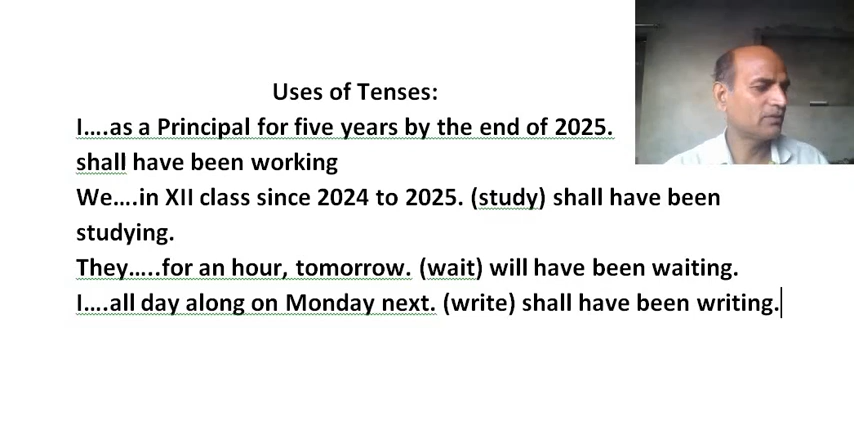 Uses of Tenses:
I....as a Principal for five years by the end of 2025.
shall have been working
We....in XII class since 2024 to 2025. (study) shall have been
studying.
They.....for an hour, tomorrow. (wait) will have been waiting.
I....all day along on Monday next. (write) shall have been writing.